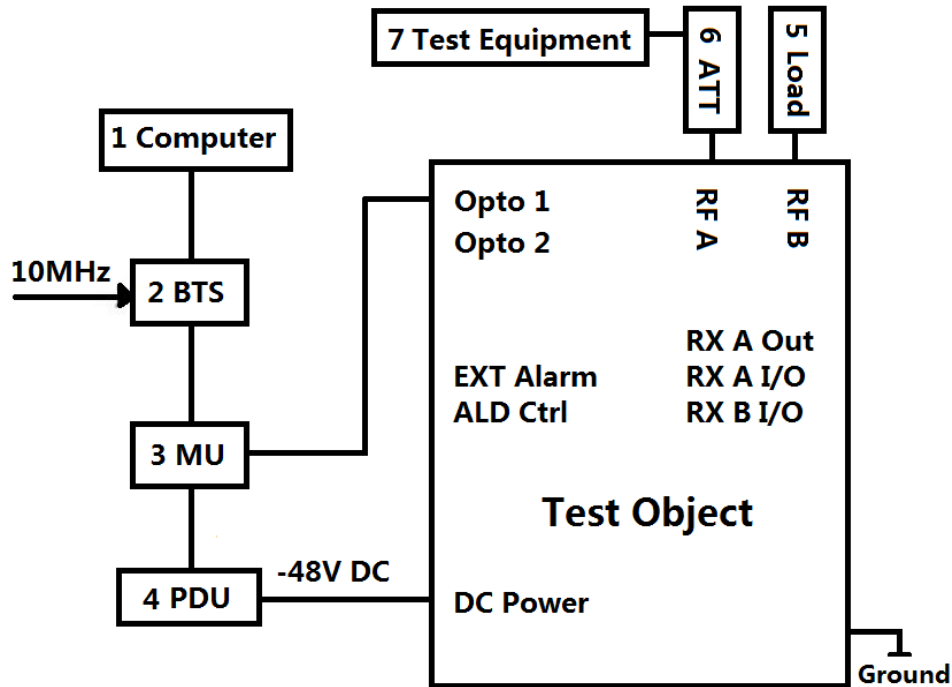 7 Test Equipment
6 ATT
5 Load
1 Computer
Opto 1
Opto 2
RF A
RF B
10MHz
2 BTS
RX A Out
EXT Alarm
RX A I/O
ALD Ctrl
RX B I/O
3 MU
Test Object
-48V DC
4 PDU
DC Power
Ground